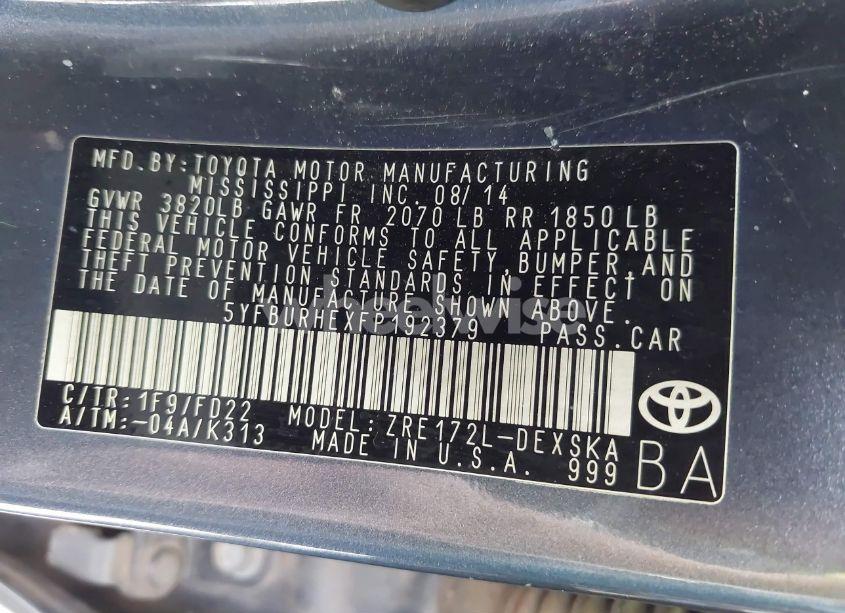 MFD.BY:TOYOTA MOTOR MANUFACTURING
MISSISSIPPI INC. 08/14
GVWR 3820LB GAWR FR 2070 LB RR 1850 LB
THIS VEHICLE CONFORMS TO ALL APPLICABLE
FEDERAL MOTOR VEHICLE SAFETY,BUMPER,AND
THEFT PREVENTION STANDARDS IN EFFECT ON
THE DATE OF MANUFACTURE SHOWN ABOVE.
5YFBURHEXFP192379 PASS.CAR
C/TR:1F9/FD22 MODEL:ZRE172L-DEXSKA
A/TM:-04A/K313 MADE IN U.S.A. 999
BA